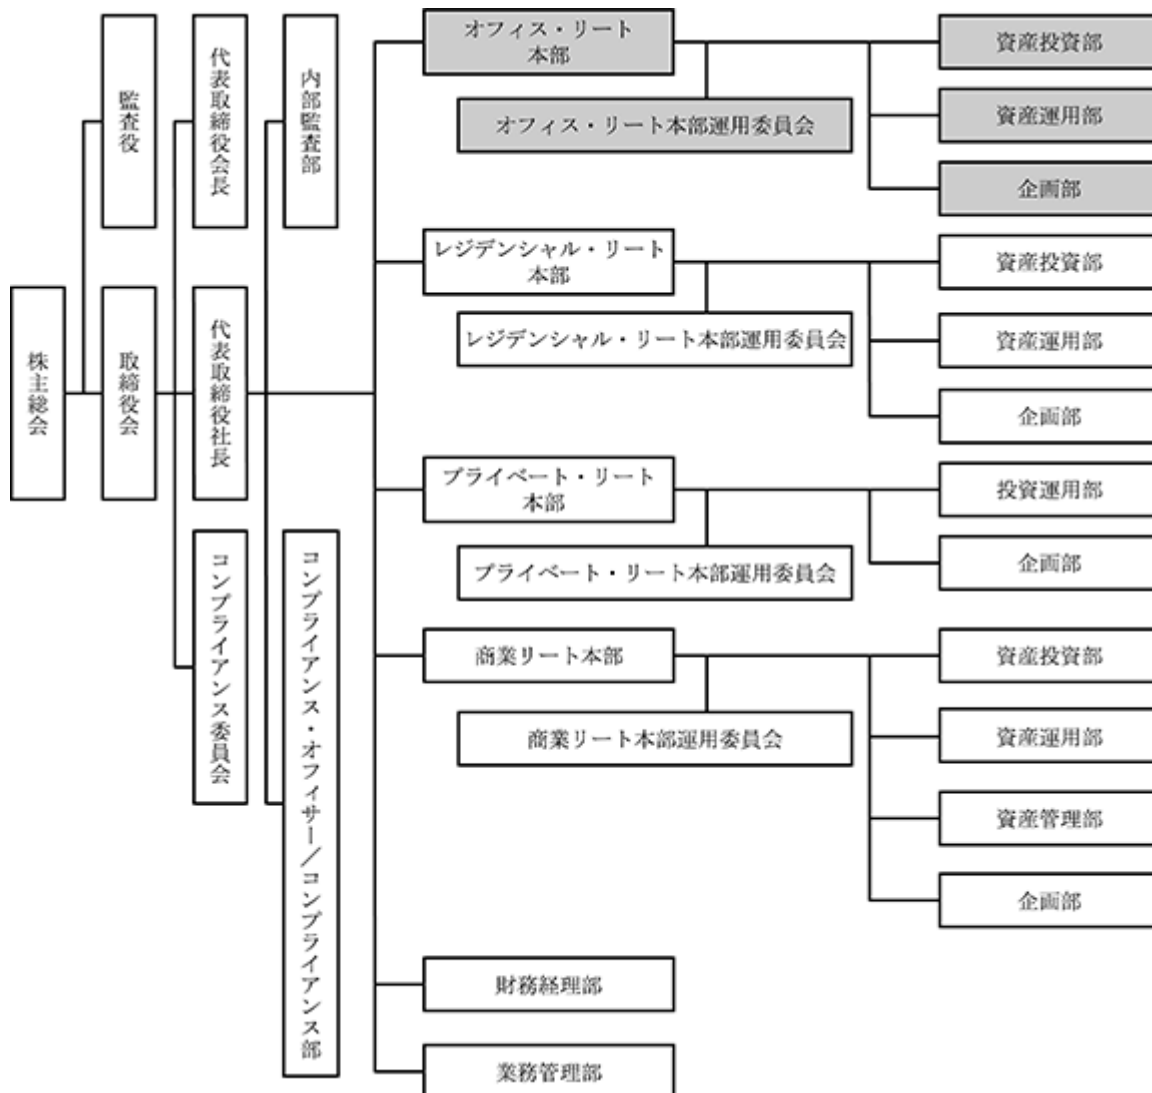 株主総会
監査役
取締役会
代表取締役会長
代表取締役社長
コンプライアンス委員会
内部監査部
コンプライアンス・オフィサー／コンプライアンス部
オフィス・リート
本部
オフィス・リート本部運用委員会
資産投資部
資産運用部
企画部
レジデンシャル・リート
本部
レジデンシャル・リート本部運用委員会
資産投資部
資産運用部
企画部
プライベート・リート
本部
プライベート・リート本部運用委員会
投資運用部
企画部
商業リート本部
商業リート本部運用委員会
資産投資部
資産運用部
資産管理部
企画部
財務経理部
業務管理部